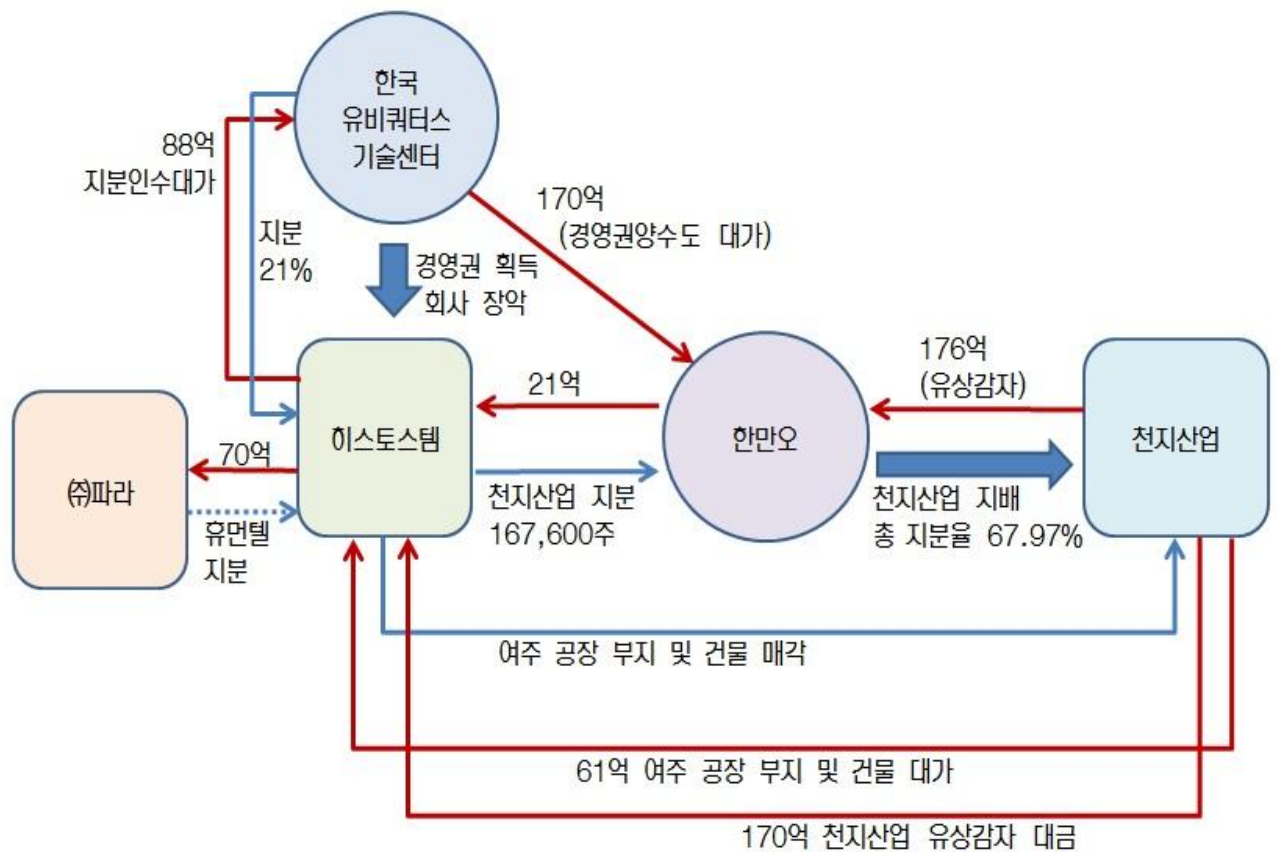 한국
유비쿼터스
기술센터
88억
지분인수대가
170억
(경영권양수도 대가)
지분
21%
경영권 획득
회사 장악
176억
(유상감자)
21억
히스토스템
한만오
천지산업
70억
㈜파라
휴먼텔
지분
천지산업 지분
167,600주
천지산업 지배
총 지분율 67.97%
여주 공장 부지 및 건물 매각
61억 여주 공장 부지 및 건물 대가
170억 천지산업 유상감자 대금